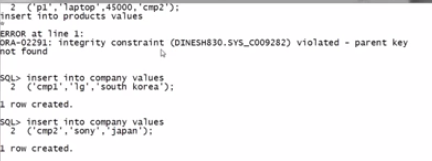 2 ('p1','laptop',45000,'cmp2');
insert into products values
*
ERROR at line 1:
ORA-02291: integrity constraint (DINESH830.SYS_C009282) violated - parent key
not found
SQL> insert into company values
2 ('cmp1','lg','south korea');
1 row created.
SQL> insert into company values
2 ('cmp2','sony','japan');
1 row created.